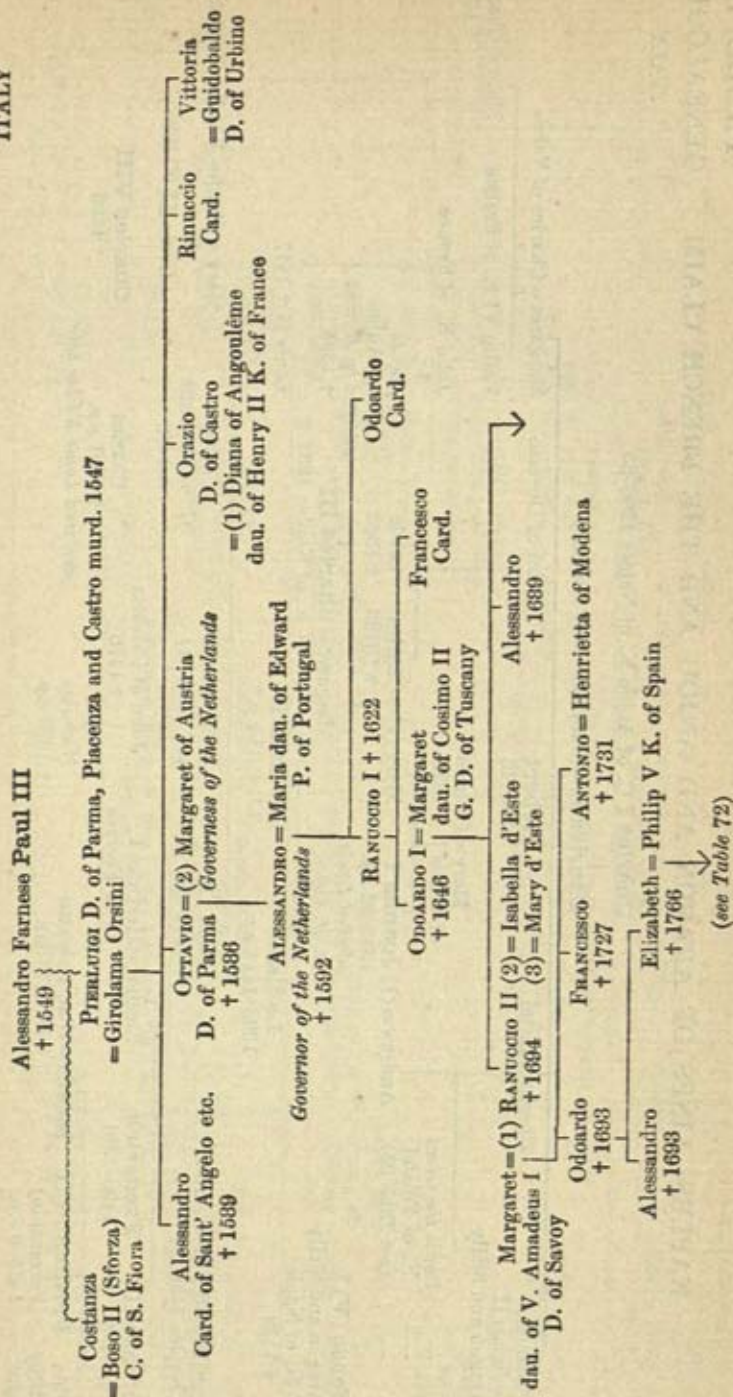 ITALY
Alessandro Farnese Paul III
† 1549
Costanza
=Boso II (Sforza)
C. of S. Fiora
PIERLUIGI D. of Parma, Piacenza and Castro murd. 1547
=Girolama Orsini
Alessandro
Card. of Sant' Angelo etc.
† 1589
OTTAVIO=(2) Margaret of Austria
D. of Parma Governess of the Netherlands
† 1586
Orazio
D. of Castro
=(1) Diana of Angoulême
dau. of Henry II K. of France
Rinuccio
Card.
Vittoria
=Guidobaldo
D. of Urbino
ALESSANDRO=Maria dau. of Edward
Governor of the Netherlands P. of Portugal
† 1592
RANUCCIO I † 1622
Odoardo
Card.
ODOARDO I=Margaret
† 1646 dau. of Cosimo II
G. D. of Tuscany
Francesco
Card.
Margaret=(1) RANUCCIO II (2)=Isabella d'Este
dau. of V. Amadeus I † 1694 (3)=Mary d'Este
D. of Savoy
Alessandro
† 1689
Odoardo
† 1693
FRANCESCO
† 1727
ANTONIO=Henrietta of Modena
† 1731
Alessandro
† 1693
Elizabeth=Philip V K. of Spain
† 1766
(see Table 72)